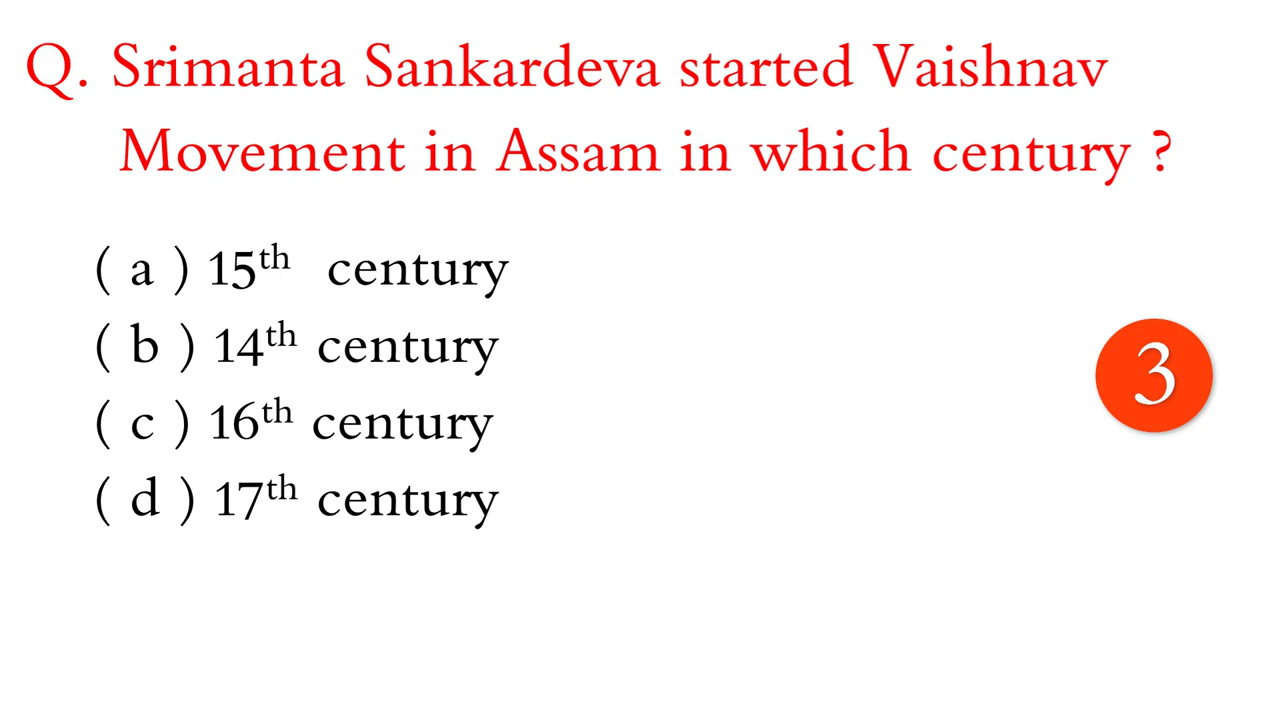 Q. Srimanta Sankardeva started Vaishnav
Movement in Assam in which century ?
( a ) 15th century
( b ) 14th century
( c ) 16th century
( d ) 17th century
3